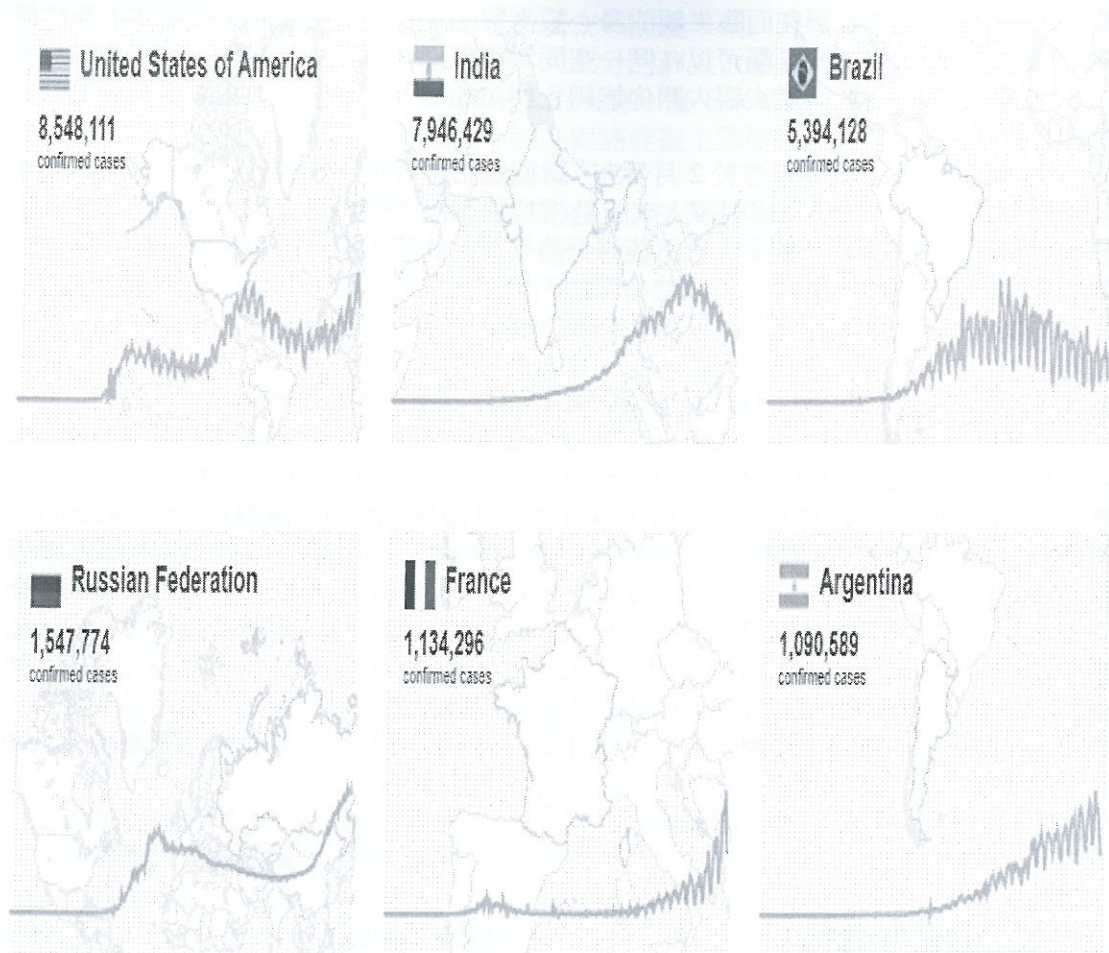 United States of America
8,548,111
confirmed cases
India
7,946,429
confirmed cases
Brazil
5,394,128
confirmed cases
Russian Federation
1,547,774
confirmed cases
France
1,134,296
confirmed cases
Argentina
1,090,589
confirmed cases